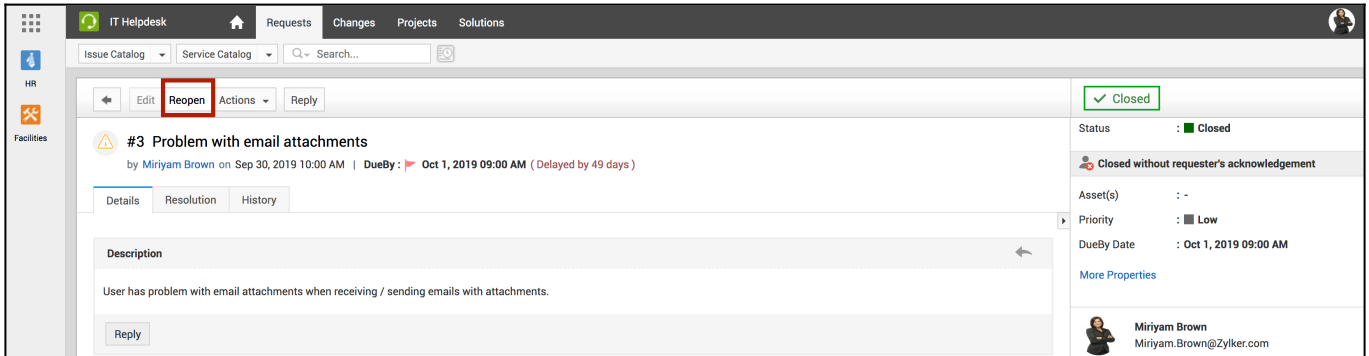 IT Helpdesk Requests Changes Projects Solutions
Issue Catalog Service Catalog Search...
HR
Facilities
Edit Reopen Actions Reply
#3 Problem with email attachments
by Miriyam Brown on Sep 30, 2019 10:00 AM | DueBy : Oct 1, 2019 09:00 AM ( Delayed by 49 days )
Details Resolution History
Description
User has problem with email attachments when receiving / sending emails with attachments.
Reply
Closed
Status : Closed
Closed without requester's acknowledgement
Asset(s) : -
Priority : Low
DueBy Date : Oct 1, 2019 09:00 AM
More Properties
Miriyam Brown
Miriyam.Brown@Zylker.com